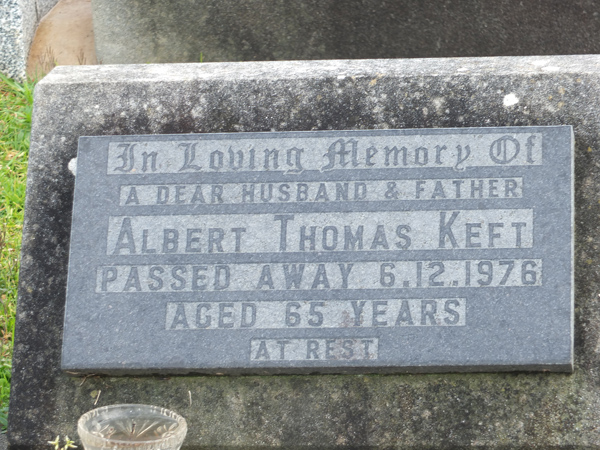 In Loving Memory Of
A DEAR HUSBAND & FATHER
ALBERT THOMAS KEFT
PASSED AWAY 6.12.1976
AGED 65 YEARS
AT REST